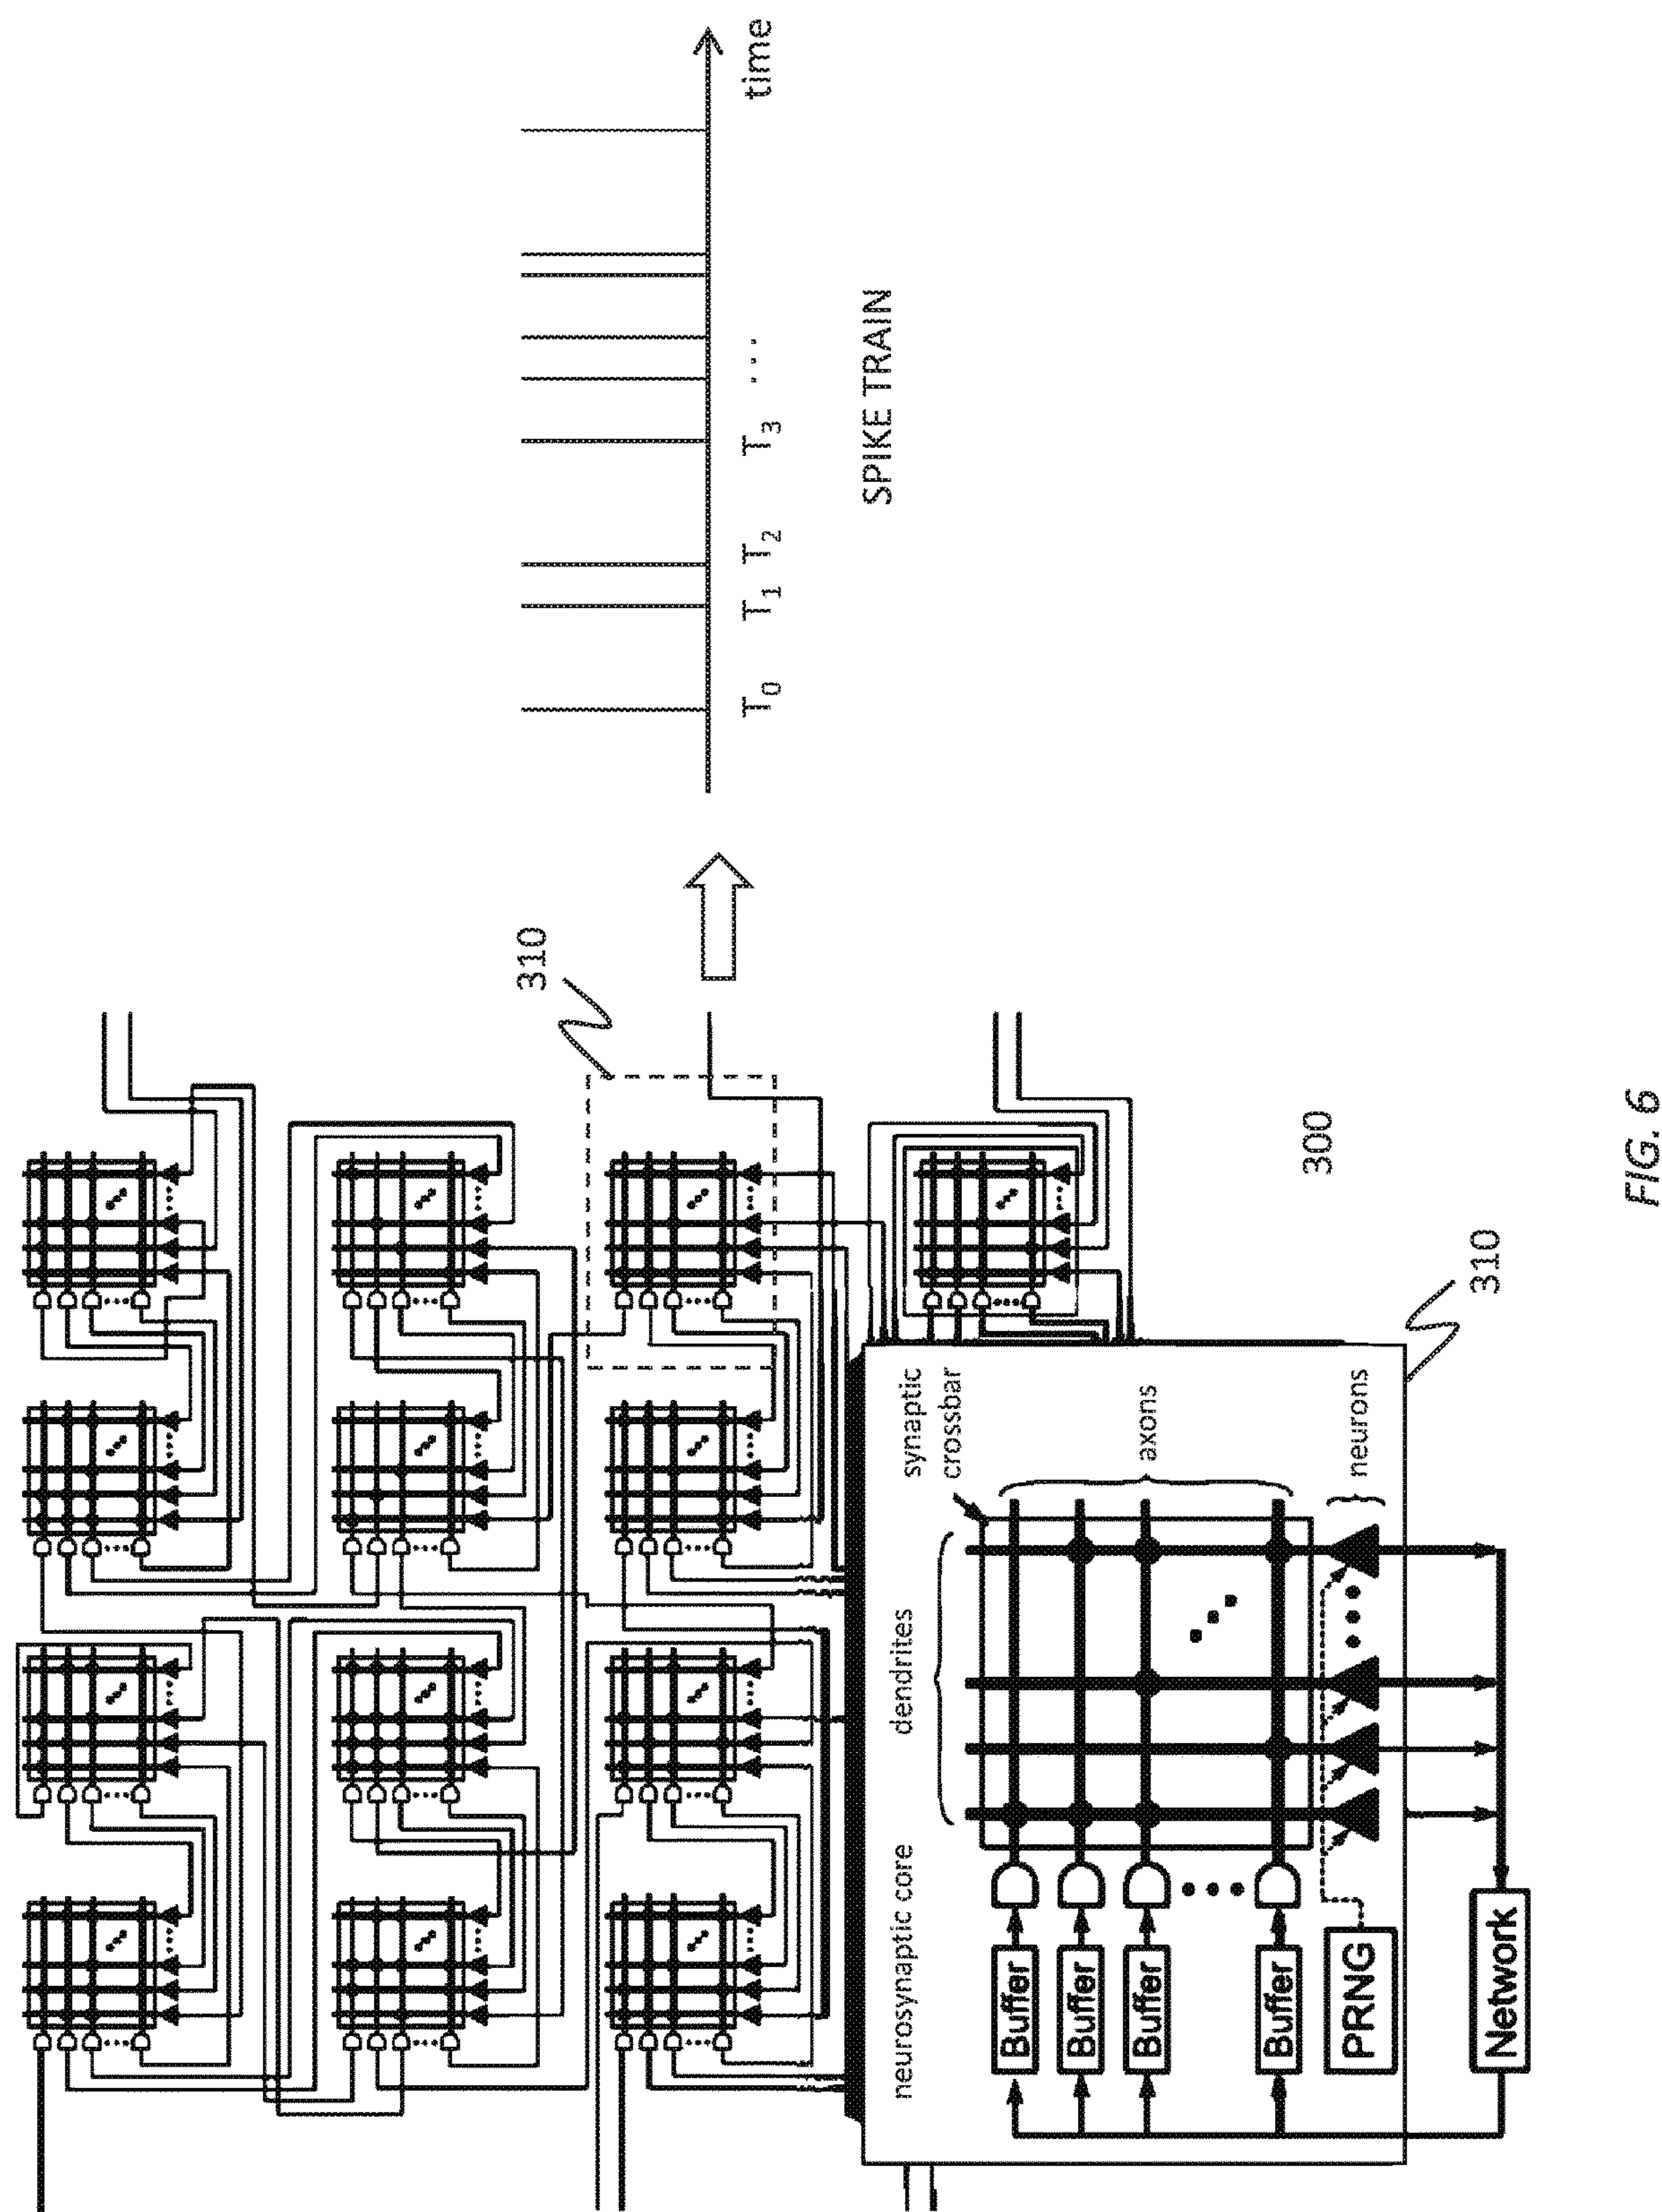 310
T0 T1 T2 T3 ... time
SPIKE TRAIN
neurosynaptic core
dendrites
synaptic
crossbar
axons
neurons
Buffer
Buffer
Buffer
Buffer
PRNG
Network
310
300
FIG. 6